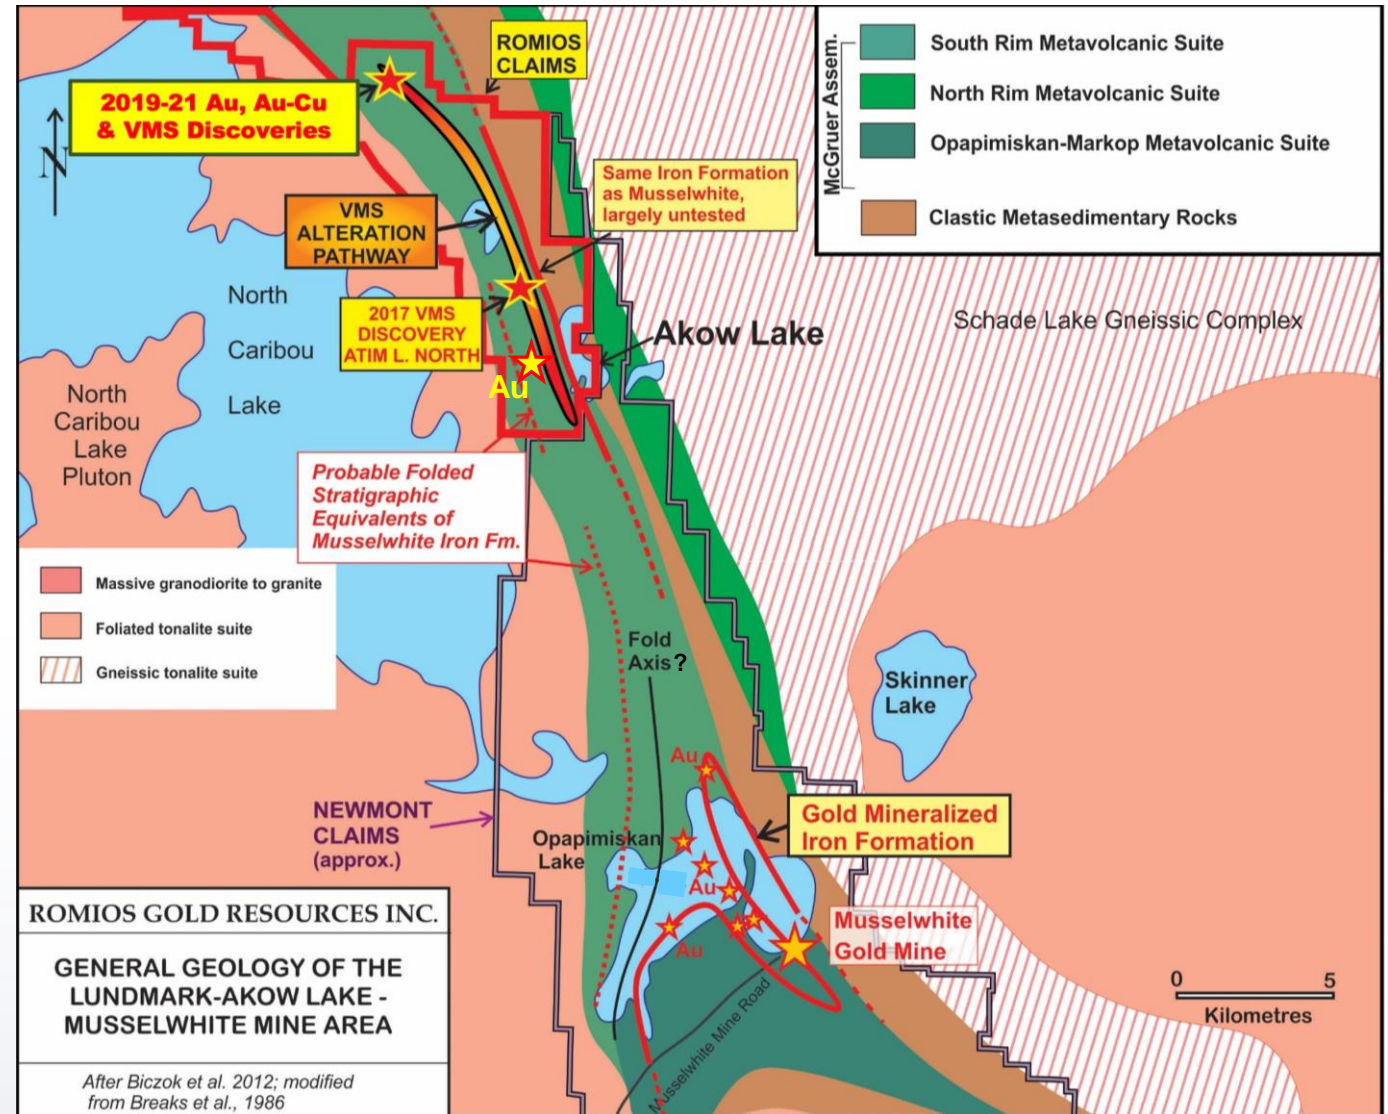 ROMIOS
CLAIMS
2019-21 Au, Au-Cu
& VMS Discoveries
N
VMS
ALTERATION
PATHWAY
Same Iron Formation
as Musselwhite,
largely untested
McGruer Assem.
South Rim Metavolcanic Suite
North Rim Metavolcanic Suite
Opapimiskan-Markop Metavolcanic Suite
Clastic Metasedimentary Rocks
North
Caribou
Lake
2017 VMS
DISCOVERY
ATIM L. NORTH
Au
Akow Lake
Schade Lake Gneissic Complex
North
Caribou
Lake
Pluton
Probable Folded
Stratigraphic
Equivalents of
Musselwhite Iron Fm.
Massive granodiorite to granite
Foliated tonalite suite
Gneissic tonalite suite
Fold
Axis?
Skinner
Lake
Au
NEWMONT
CLAIMS
(approx.)
Opapimiskan
Lake
Gold Mineralized
Iron Formation
Au
Au
Musselwhite
Gold Mine
Musselwhite Mine Road
ROMIOS GOLD RESOURCES INC.
GENERAL GEOLOGY OF THE
LUNDMARK-AKOW LAKE -
MUSSELWHITE MINE AREA
After Biczok et al. 2012; modified
from Breaks et al., 1986
0 5
Kilometres